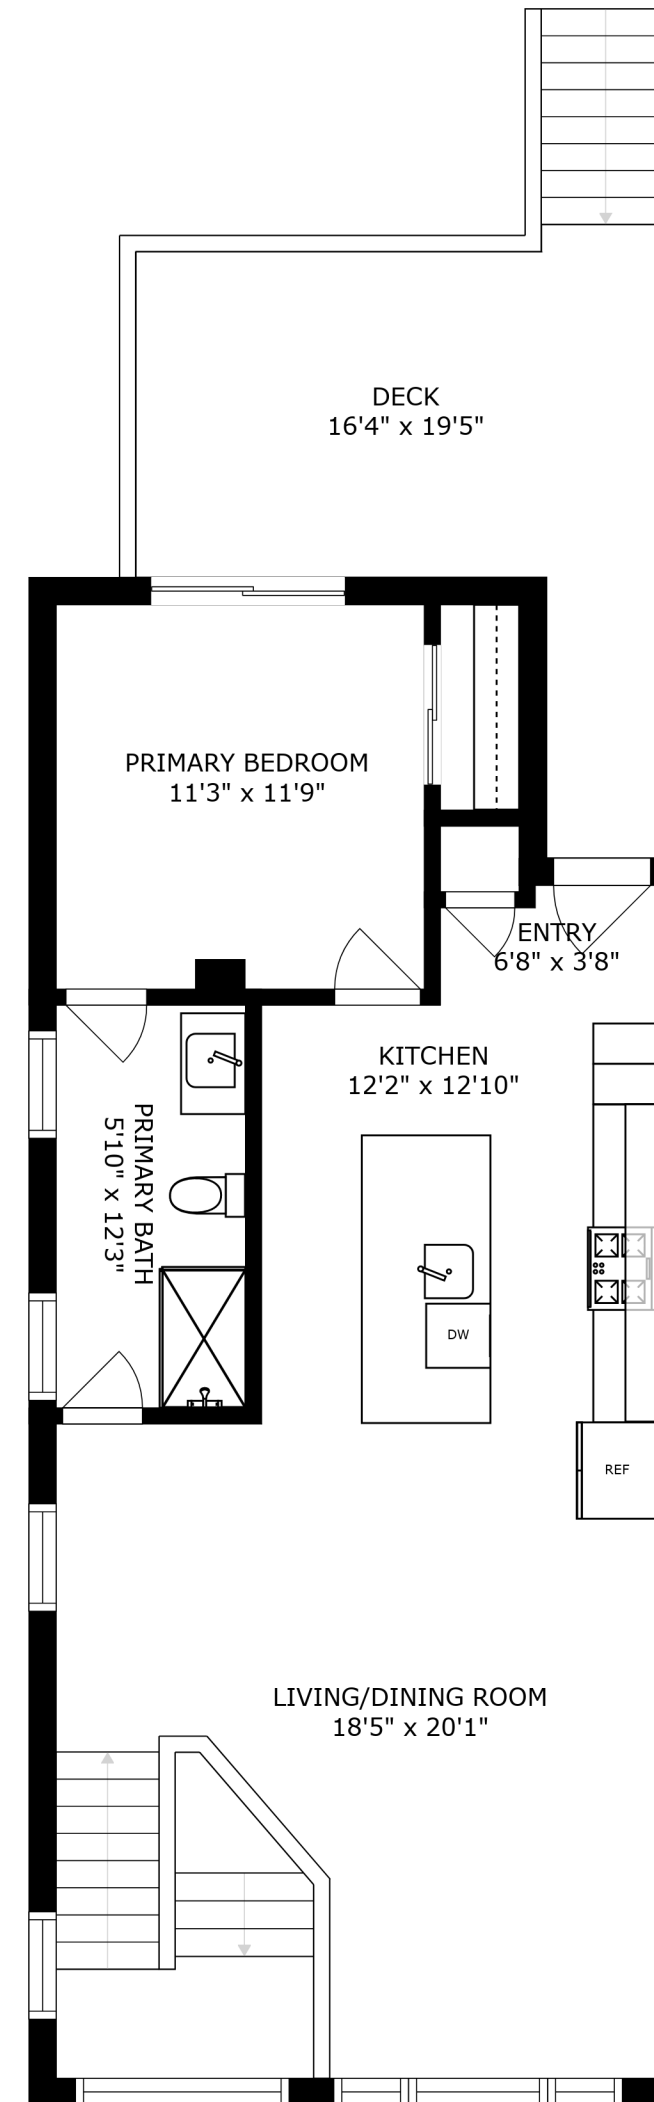 DECK
16'4" x 19'5"
PRIMARY BEDROOM
11'3" x 11'9"
ENTRY
6'8" x 3'8"
KITCHEN
12'2" x 12'10"
PRIMARY BATH
5'10" x 12'3"
DW
REF
LIVING/DINING ROOM
18'5" x 20'1"